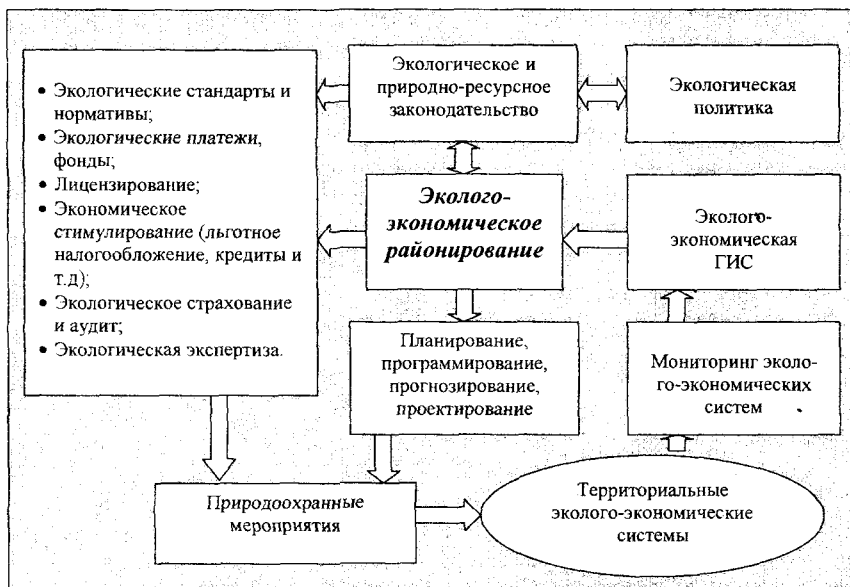 • Экологические стандарты и
нормативы;
• Экологические платежи,
фонды;
• Лицензирование;
• Экономическое
стимулирование (льготное
налогообложение, кредиты и
т.д);
• Экологическое страхование
и аудит;
• Экологическая экспертиза.
Экологическое и
природно-ресурсное
законодательство
Экологическая
политика
Эколого-
экономическое
районирование
Эколого-
экономическая
ГИС
Планирование,
программирование,
прогнозирование,
проектирование
Мониторинг эколо-
го-экономических
систем
Природоохранные
мероприятия
Территориальные
эколого-экономические
системы